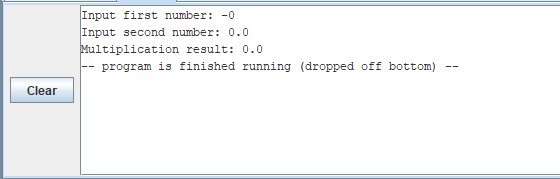 Input first number: -0
Input second number: 0.0
Multiplication result: 0.0
-- program is finished running (dropped off bottom) --
Clear